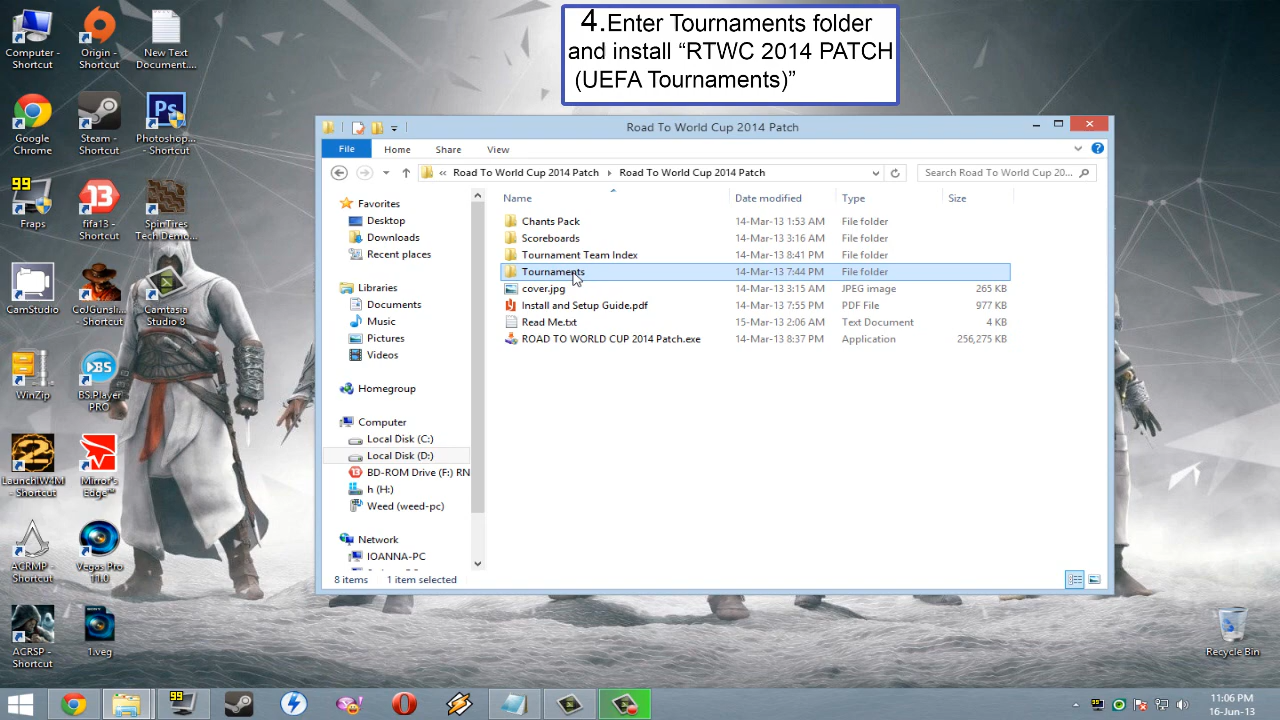 4.Enter Tournaments folder
and install “RTWC 2014 PATCH
(UEFA Tournaments)”
Computer -
Shortcut
Origin -
Shortcut
New Text
Document....
Google
Chrome
Steam -
Shortcut
Photoshop...
- Shortcut
99
Fraps
13
fifa13 -
Shortcut
SpinTires
Tech Demo...
CamStudio
CoJGunsli...
- Shortcut
Camtasia
Studio 8
WinZip
BS
BS.Player
PRO
2
LaunchIW4M
- Shortcut
Mirror's
Edge™
ACRMP -
Shortcut
Vegas Pro
11.0
ACRSP -
Shortcut
1.veg
Recycle Bin
Road To World Cup 2014 Patch
File Home Share View
« Road To World Cup 2014 Patch Road To World Cup 2014 Patch Search Road To World Cup 20...
Name Date modified Type Size
Chants Pack 14-Mar-13 1:53 AM File folder
Scoreboards 14-Mar-13 3:16 AM File folder
Tournament Team Index 14-Mar-13 8:41 PM File folder
Tournaments 14-Mar-13 7:44 PM File folder
cover.jpg 14-Mar-13 3:15 AM JPEG image 265 KB
Install and Setup Guide.pdf 14-Mar-13 7:55 PM PDF File 977 KB
Read Me.txt 15-Mar-13 2:06 AM Text Document 4 KB
ROAD TO WORLD CUP 2014 Patch.exe 14-Mar-13 8:37 PM Application 256,275 KB
Favorites
Desktop
Downloads
Recent places
Libraries
Documents
Music
Pictures
Videos
Homegroup
Computer
Local Disk (C:)
Local Disk (D:)
BD-ROM Drive (F:) RN
h (H:)
Weed (weed-pc)
Network
IOANNA-PC
8 items 1 item selected
99
11:06 PM
16-Jun-13